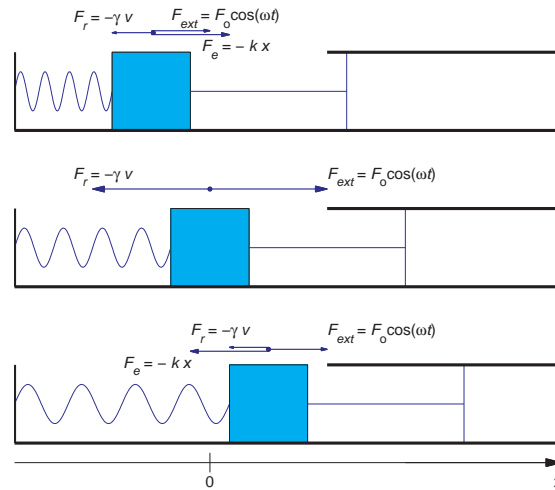 F_r = −γ v F_ext = F_o cos(ωt)
F_e = − k x
F_r = −γ v F_ext = F_o cos(ωt)
F_r = −γ v F_ext = F_o cos(ωt)
F_e = − k x
0